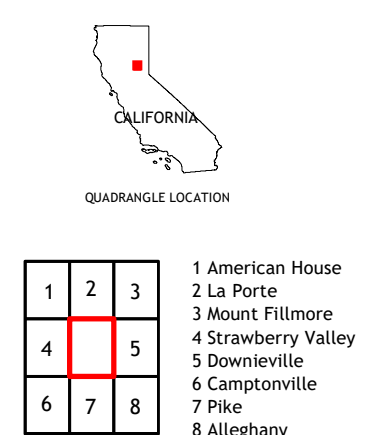 CALIFORNIA
QUADRANGLE LOCATION
1 2 3
4 5
6 7 8
1 American House
2 La Porte
3 Mount Fillmore
4 Strawberry Valley
5 Downieville
6 Camptonville
7 Pike
8 Alleghany